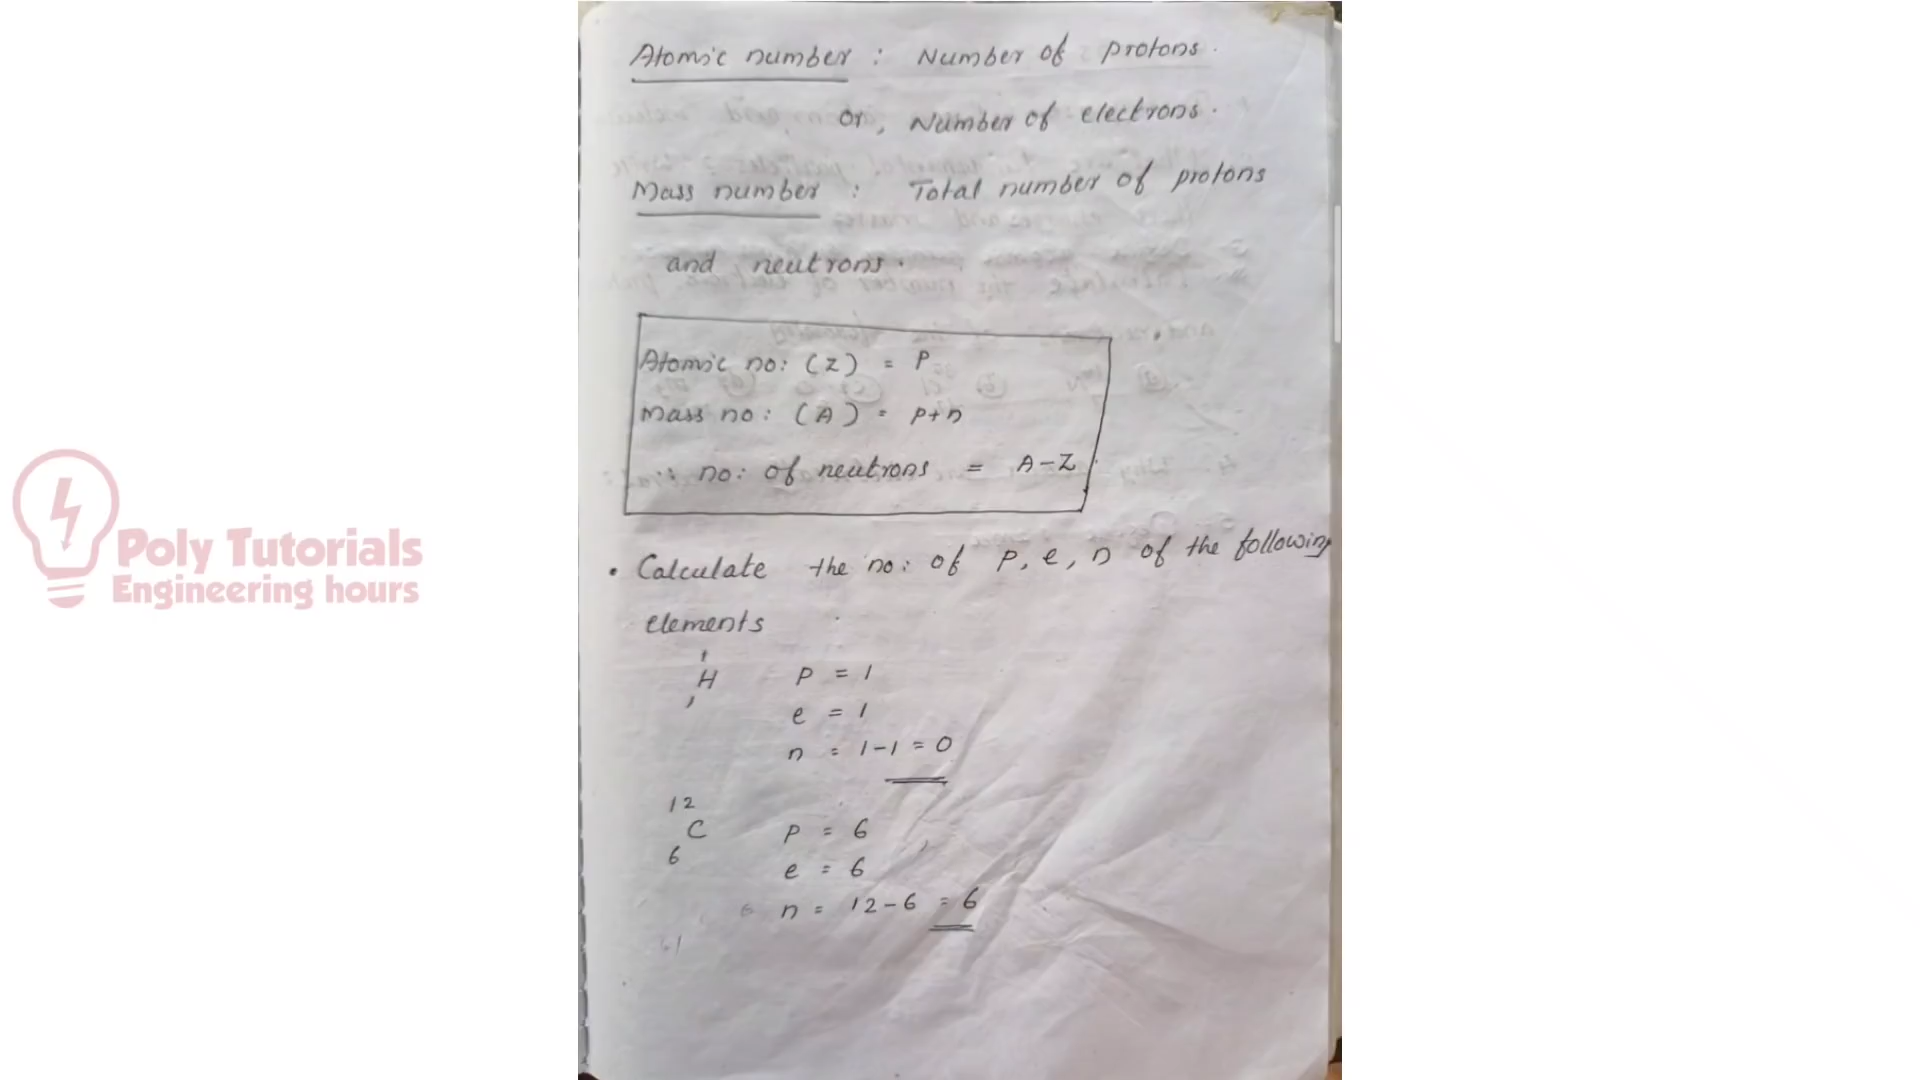 Atomic number : Number of protons.
or, Number of electrons.
Mass number : Total number of protons
and neutrons.
Atomic no: (Z) = P
Mass no: (A) = p+n
∴ no: of neutrons = A-Z
• Calculate the no: of P, e, n of the following
elements
1
H P = 1
1
e = 1
n = 1-1 = 0
12
C P = 6
6
e = 6
n = 12-6 = 6
Poly Tutorials
Engineering hours